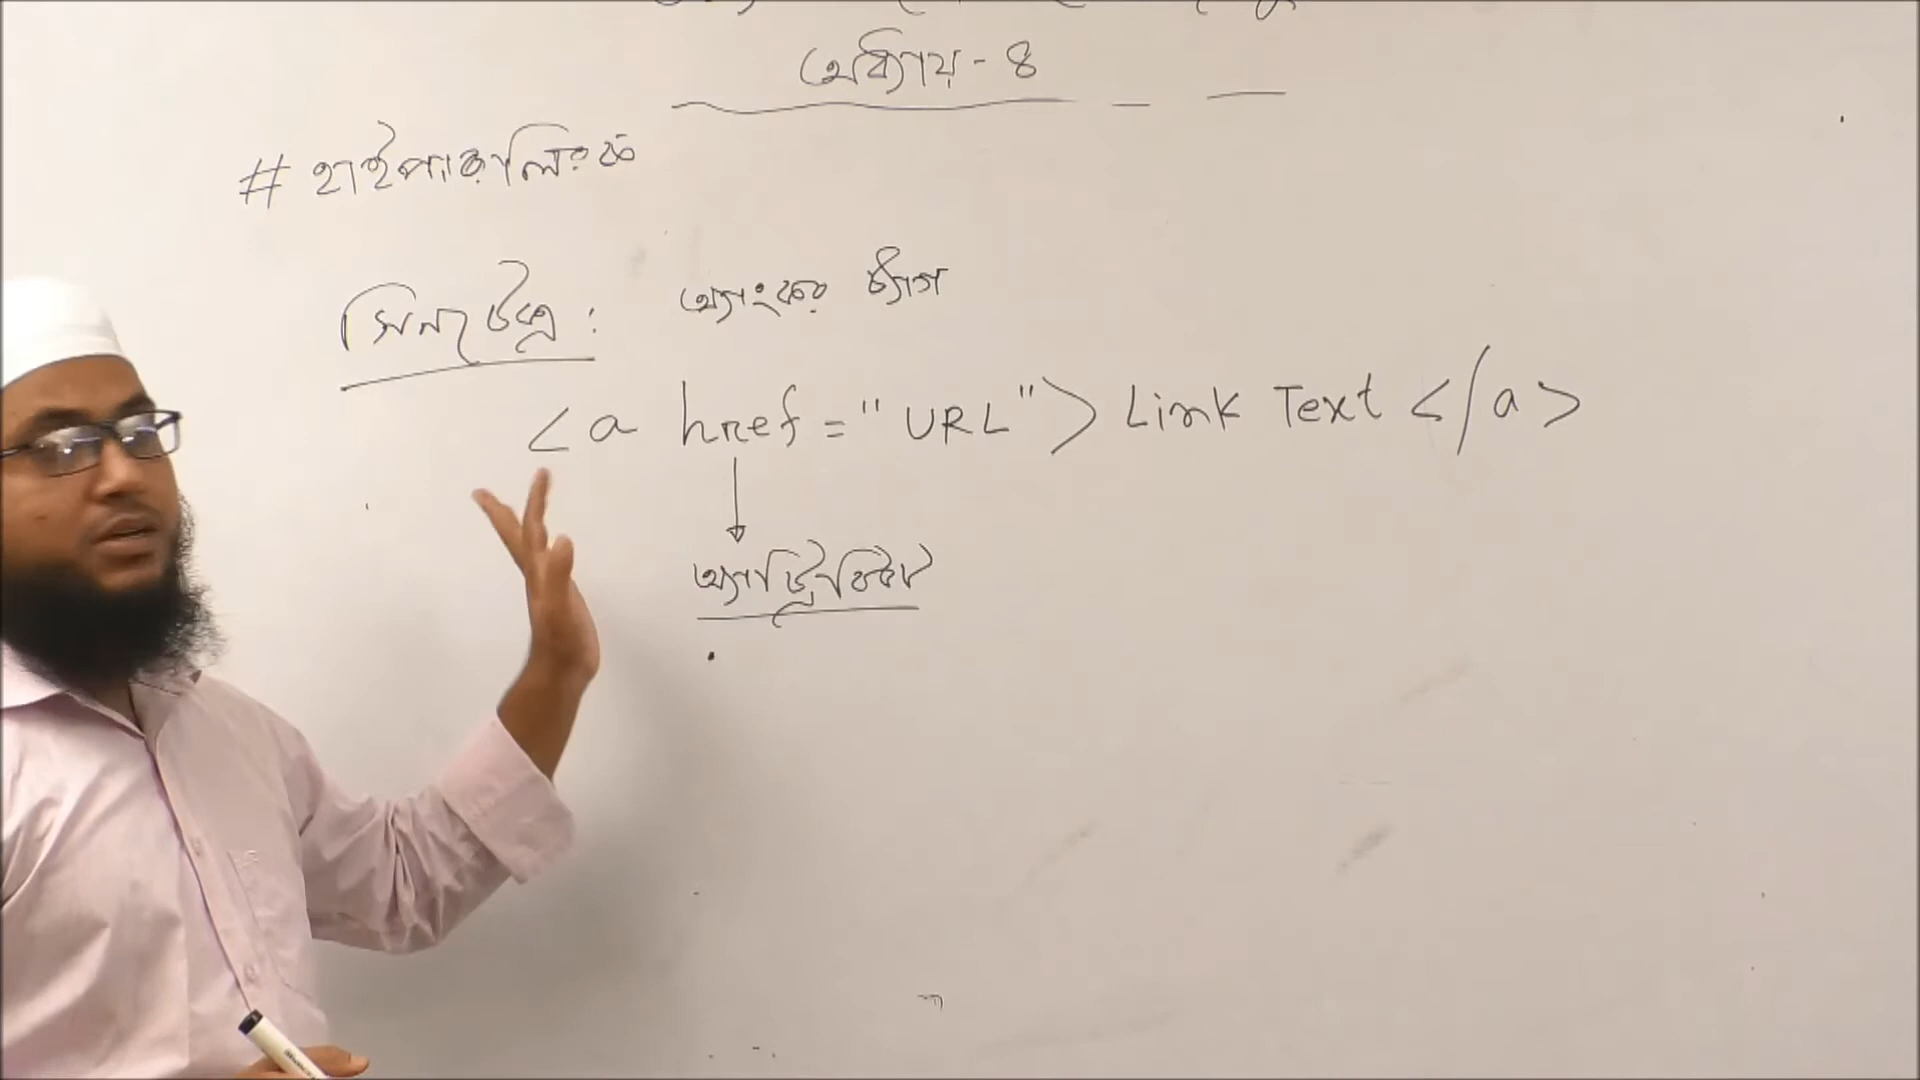 অধ্যায় - ৪
# হাইপারলিংক
সিনট্যাক্স : অ্যাংকর ট্যাগ
<a href = "URL"> Link Text </a>
অ্যাট্রিবিউট